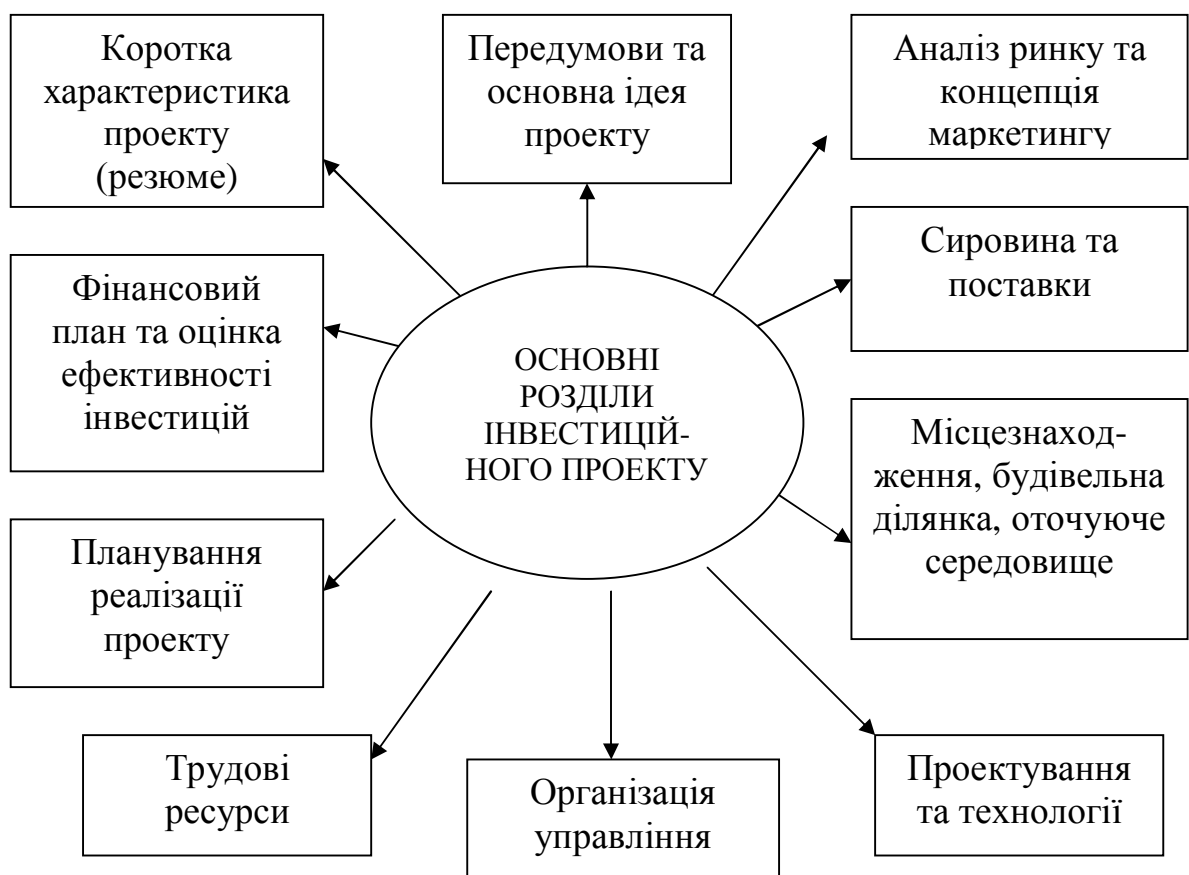 Коротка
характеристика
проекту
(резюме)
Передумови та
основна ідея
проекту
Аналіз ринку та
концепція
маркетингу
Фінансовий
план та оцінка
ефективності
інвестицій
Сировина та
поставки
ОСНОВНІ
РОЗДІЛИ
ІНВЕСТИЦІЙ-
НОГО ПРОЕКТУ
Місцезнаход-
ження, будівельна
ділянка, оточуюче
середовище
Планування
реалізації
проекту
Трудові
ресурси
Організація
управління
Проектування
та технології